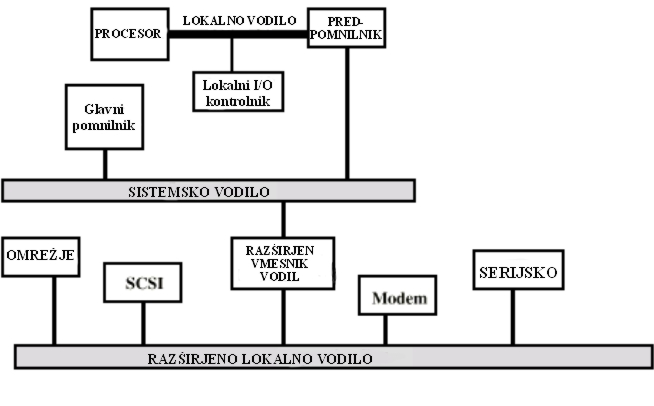 LOKALNO VODILO
PROCESOR
PRED-
POMNILNIK
Lokalni I/O
kontrolnik
Glavni
pomnilnik
SISTEMSKO VODILO
OMREŽJE
SCSI
RAZŠIRJEN
VMESNIK
VODIL
Modem
SERIJSKO
RAZŠIRJENO LOKALNO VODILO